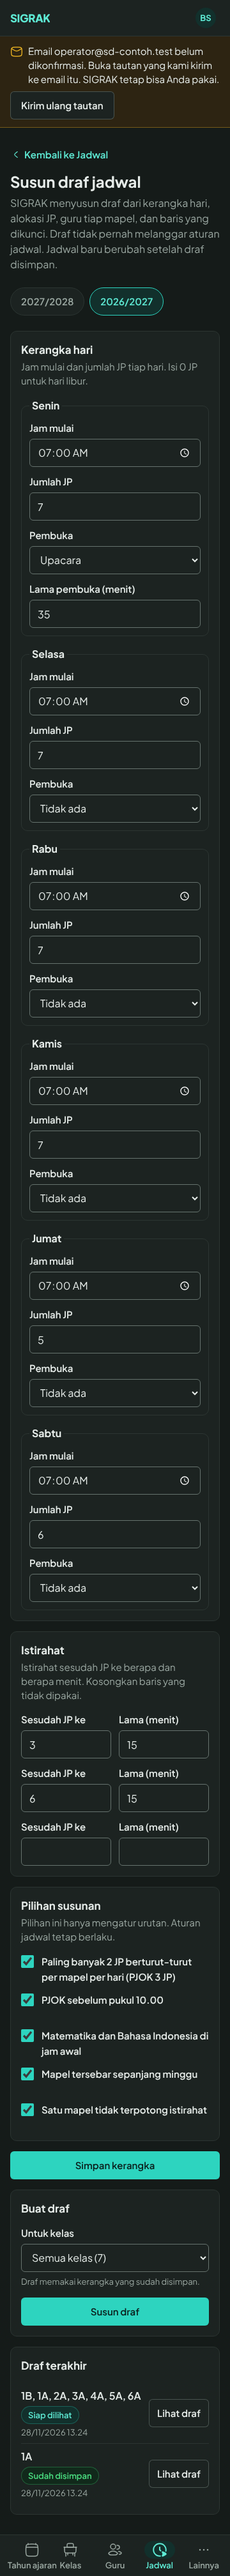 SIGRAK
BS
Email operator@sd-contoh.test belum
dikonfirmasi. Buka tautan yang kami kirim
ke email itu. SIGRAK tetap bisa Anda pakai.
Kirim ulang tautan
Kembali ke Jadwal
Susun draf jadwal
SIGRAK menyusun draf dari kerangka hari,
alokasi JP, guru tiap mapel, dan baris yang
dikunci. Draf tidak pernah melanggar aturan
jadwal. Jadwal baru berubah setelah draf
disimpan.
2027/2028
2026/2027
Kerangka hari
Jam mulai dan jumlah JP tiap hari. Isi 0 JP
untuk hari libur.
Senin
Jam mulai
07:00 AM
Jumlah JP
7
Pembuka
Upacara
Lama pembuka (menit)
35
Selasa
Jam mulai
07:00 AM
Jumlah JP
7
Pembuka
Tidak ada
Rabu
Jam mulai
07:00 AM
Jumlah JP
7
Pembuka
Tidak ada
Kamis
Jam mulai
07:00 AM
Jumlah JP
7
Pembuka
Tidak ada
Jumat
Jam mulai
07:00 AM
Jumlah JP
5
Pembuka
Tidak ada
Sabtu
Jam mulai
07:00 AM
Jumlah JP
6
Pembuka
Tidak ada
Istirahat
Istirahat sesudah JP ke berapa dan
berapa menit. Kosongkan baris yang
tidak dipakai.
Sesudah JP ke Lama (menit)
3 15
Sesudah JP ke Lama (menit)
6 15
Sesudah JP ke Lama (menit)
Pilihan susunan
Pilihan ini hanya mengatur urutan. Aturan
jadwal tetap berlaku.
Paling banyak 2 JP berturut-turut
per mapel per hari (PJOK 3 JP)
PJOK sebelum pukul 10.00
Matematika dan Bahasa Indonesia di
jam awal
Mapel tersebar sepanjang minggu
Satu mapel tidak terpotong istirahat
Simpan kerangka
Buat draf
Untuk kelas
Semua kelas (7)
Draf memakai kerangka yang sudah disimpan.
Susun draf
Draf terakhir
1B, 1A, 2A, 3A, 4A, 5A, 6A
Siap dilihat
28/11/2026 13.24
Lihat draf
1A
Sudah disimpan
28/11/2026 13.24
Lihat draf
Tahun ajaran Kelas Guru Jadwal Lainnya